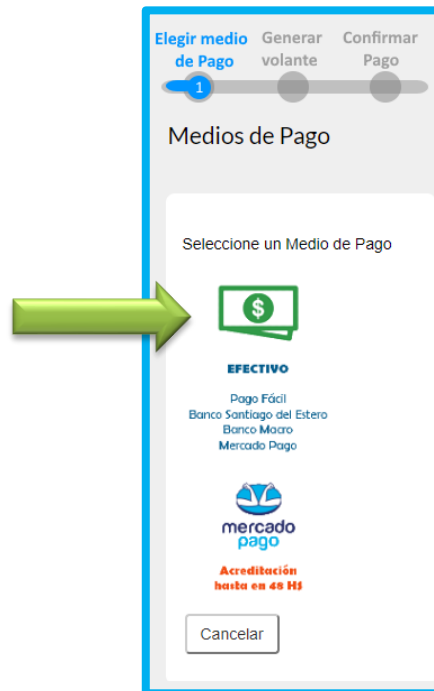 Elegir medio de Pago
Generar volante
Confirmar Pago
1
Medios de Pago
Seleccione un Medio de Pago
$
EFECTIVO
Pago Fácil
Banco Santiago del Estero
Banco Macro
Mercado Pago
mercado
pago
Acreditación
hasta en 48 HS
Cancelar